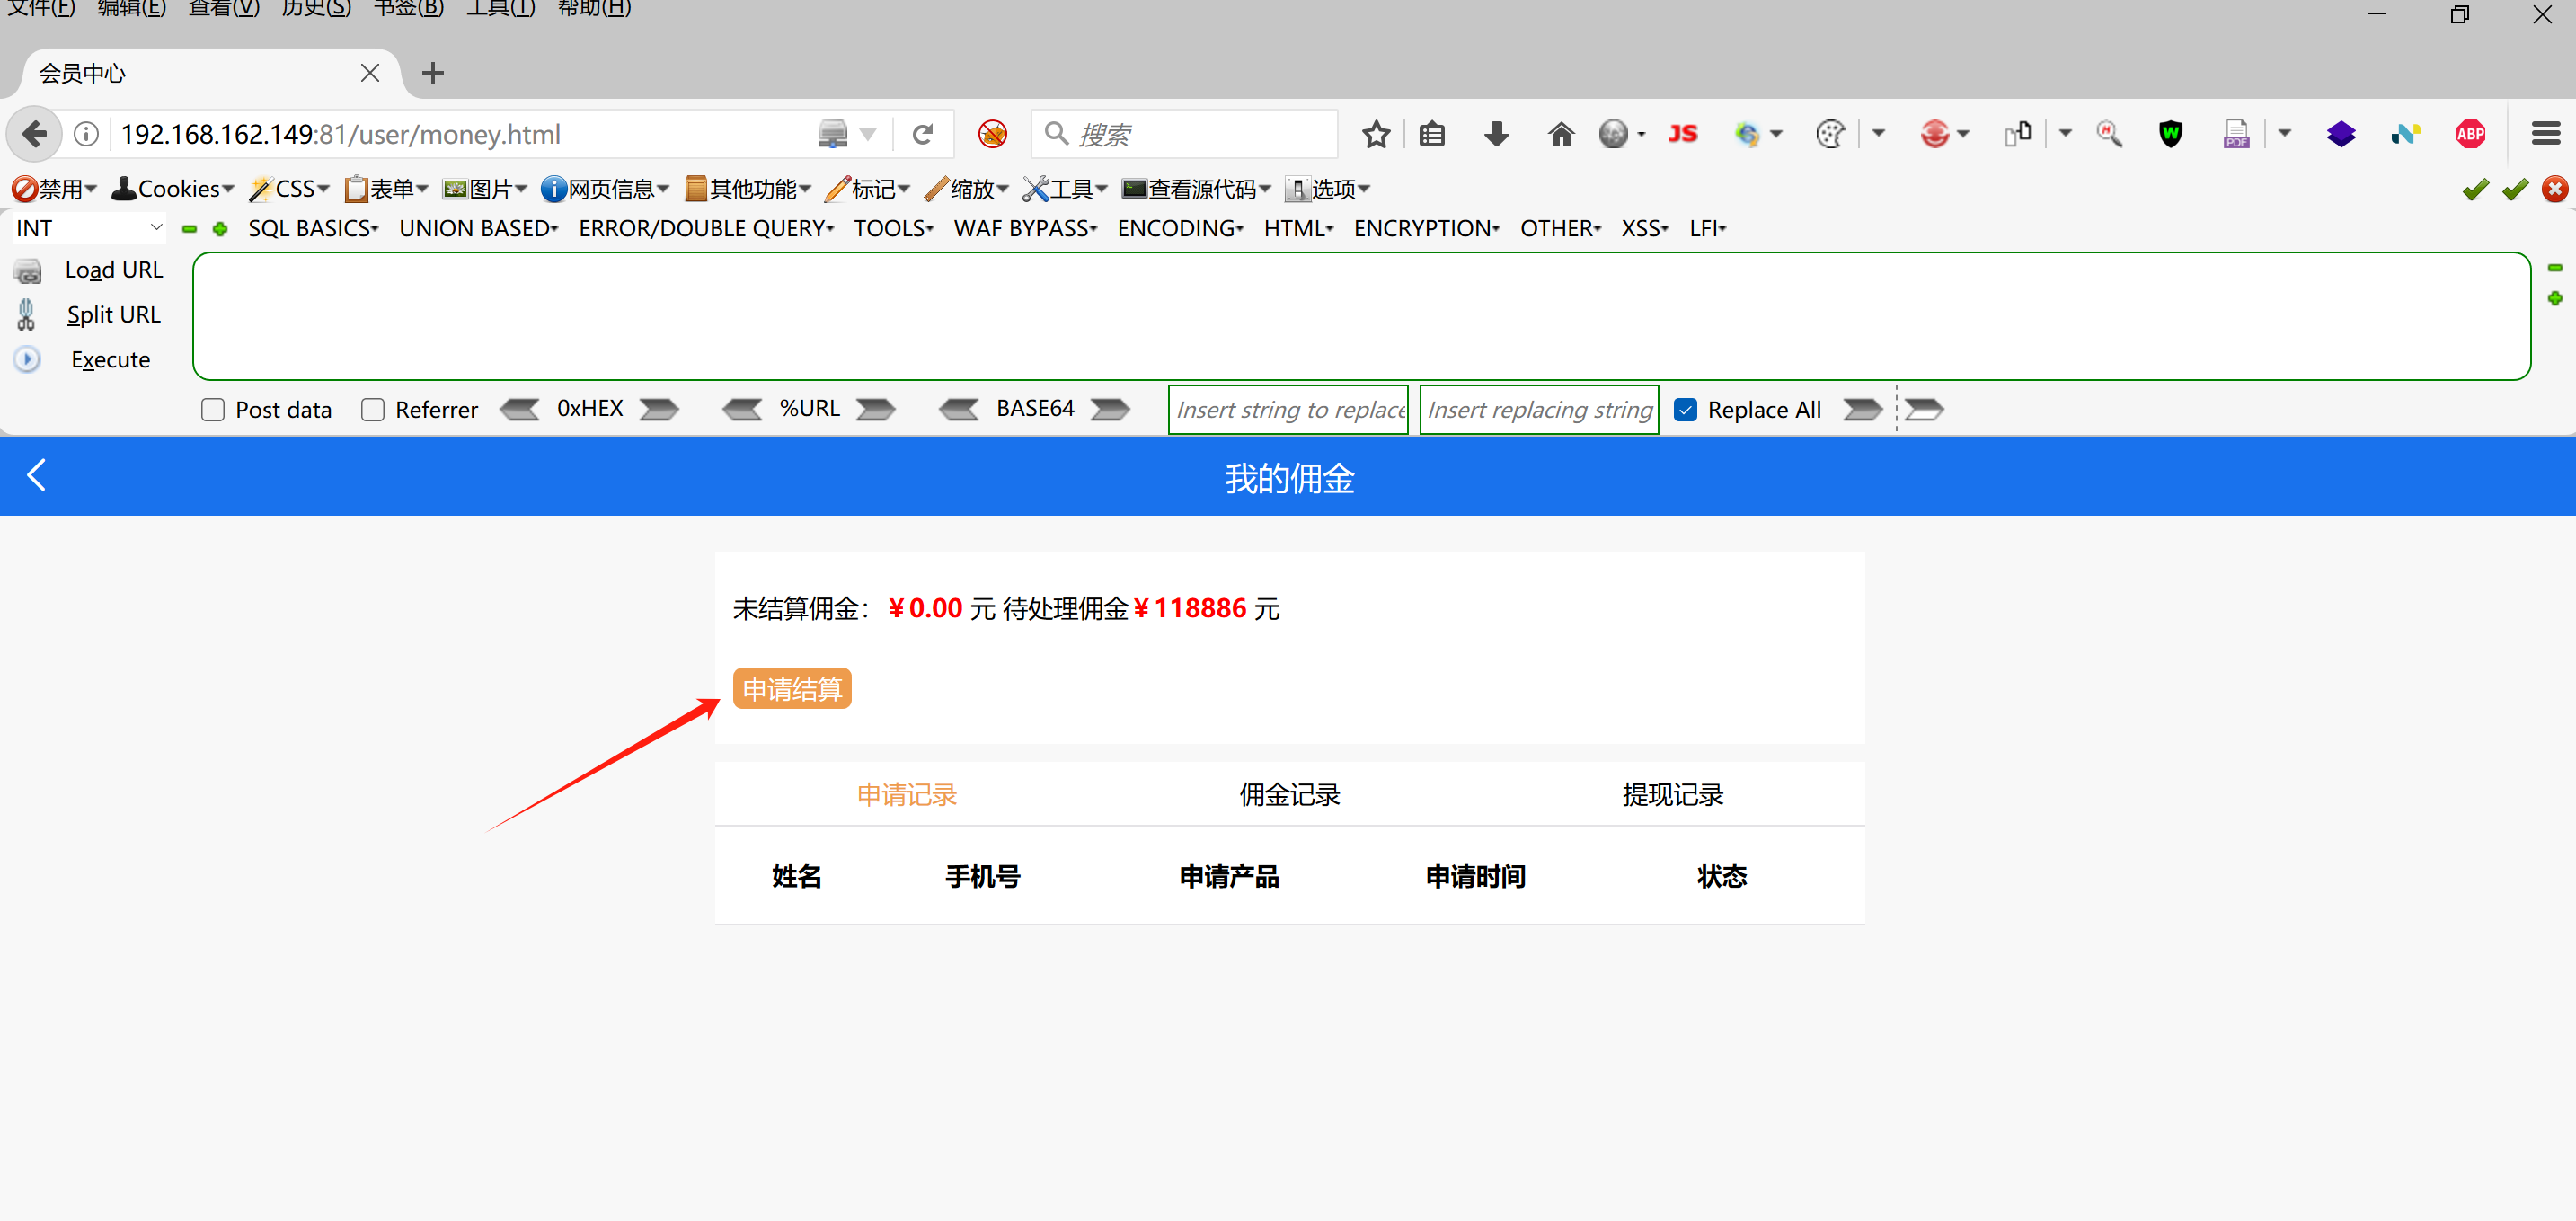 文件(F) 编辑(E) 查看(V) 历史(S) 书签(B) 工具(T) 帮助(H)
会员中心
192.168.162.149:81/user/money.html
搜索
JS
PDF
ABP
禁用 Cookies CSS 表单 图片 网页信息 其他功能 标记 缩放 工具 查看源代码 选项
INT SQL BASICS UNION BASED ERROR/DOUBLE QUERY TOOLS WAF BYPASS ENCODING HTML ENCRYPTION OTHER XSS LFI
Load URL
Split URL
Execute
Post data Referrer 0xHEX %URL BASE64 Insert string to replace Insert replacing string Replace All
我的佣金
未结算佣金：￥0.00 元 待处理佣金￥118886 元
申请结算
申请记录 佣金记录 提现记录
姓名 手机号 申请产品 申请时间 状态